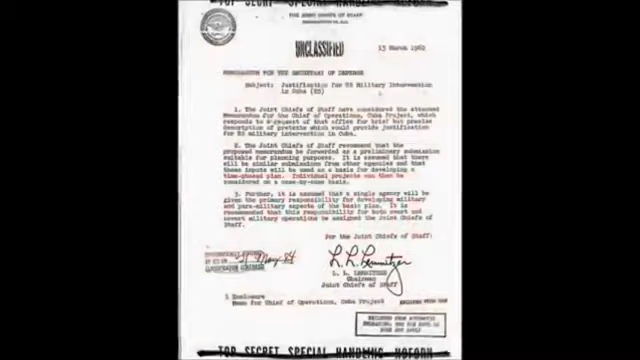 TOP SECRET SPECIAL HANDLING NOFORN
THE JOINT CHIEFS OF STAFF
UNCLASSIFIED
13 March 1962
MEMORANDUM FOR THE SECRETARY OF DEFENSE
Subject: Justification for US Military Intervention
in Cuba (TS)
1. The Joint Chiefs of Staff have considered the attached
Memorandum for the Chief of Operations, Cuba Project, which
responds to a request of that office for brief but precise
description of pretexts which would provide justification
for US military intervention in Cuba.
2. The Joint Chiefs of Staff recommend that the
proposed memorandum be forwarded as a preliminary submission
suitable for planning purposes. It is assumed that there
will be similar submissions from other agencies and that
these inputs will be used as a basis for developing a
time-phased plan. Individual projects can then be
considered on a case-by-case basis.
3. Further, it is assumed that a single agency will be
given the primary responsibility for developing military
and para-military aspects of the basic plan. It is
recommended that this responsibility for both overt and
covert military operations be assigned the Joint Chiefs of
Staff.
For the Joint Chiefs of Staff:
21 May 84
L. L. Lemnitzer
L. L. LEMNITZER
Chairman
Joint Chiefs of Staff
1 Enclosure
Memo for Chief of Operations, Cuba Project
EXCLUDED FROM AUTOMATIC
TOP SECRET SPECIAL HANDLING NOFORN